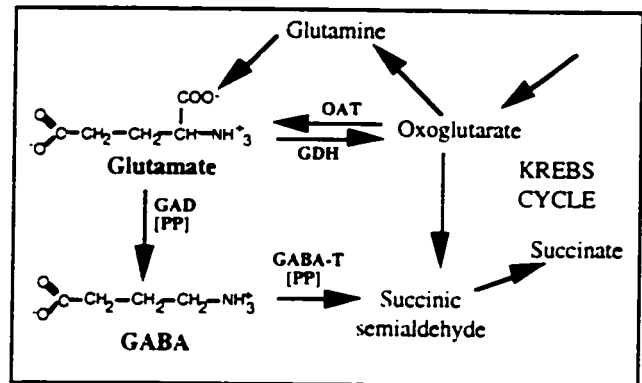 Glutamine
COO-
OAT
CH2-CH2-CH-NH+3
Oxoglutarate
GDH
Glutamate
KREBS
CYCLE
GAD
[PP]
GABA-T
[PP]
Succinate
O
-O
C-CH2-CH2-CH2-NH+3
Succinic
semialdehyde
GABA